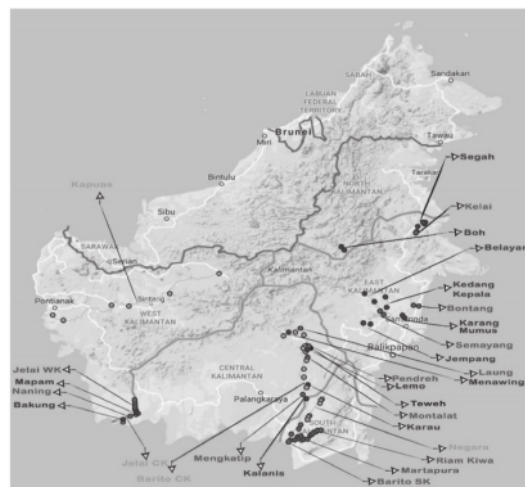 SABAH
Sandakan
LABUAN
FEDERAL
TERRITORY
Brunei
Miri
Tawau
Segah
Tarakan
Bintulu
NORTH
KALIMANTAN
Kapuas
Kelai
Sibu
Boh
SARAWAK
Serian
Belayan
Kalimantan
EAST
KALIMANTAN
Kedang
Kepala
Pontianak
Sintang
Bontang
WEST
KALIMANTAN
Samarinda
Karang
Mumus
Semayang
Balikpapan
Jempang
Jelai WK
Laung
Mapam
CENTRAL
KALIMANTAN
Pendreh
Menawing
Naning
Lemo
Bakung
Palangkaraya
Teweh
Montalat
SOUTH
KALIMANTAN
Karau
Jelai CK
Negara
Mengkatip
Riam Kiwa
Barito CK
Kalanis
Martapura
Barito SK